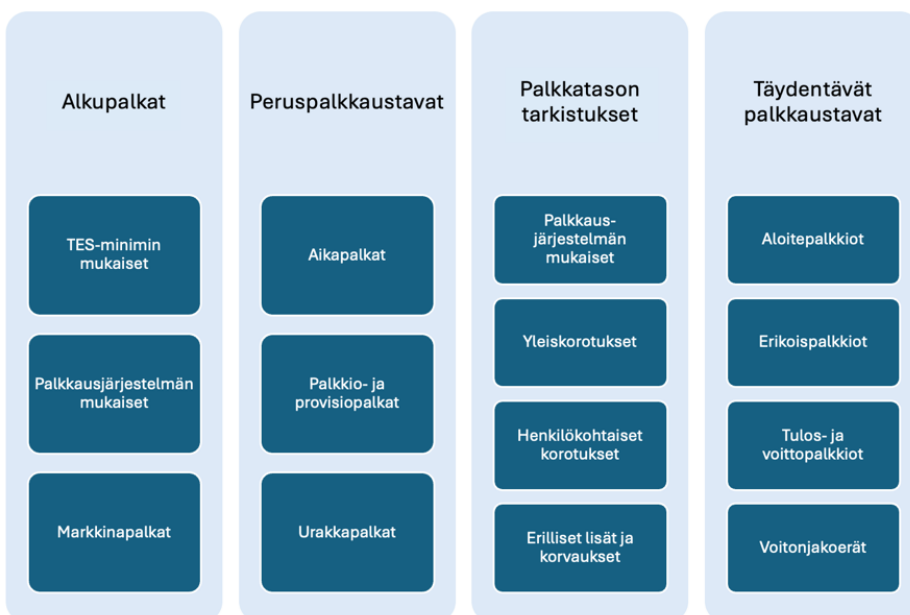 Alkupalkat
TES-minimin
mukaiset
Palkkausjärjestelmän
mukaiset
Markkinapalkat
Peruspalkkaustavat
Aikapalkat
Palkkio- ja
provisiopalkat
Urakkapalkat
Palkkatason
tarkistukset
Palkkaus-
järjestelmän
mukaiset
Yleiskorotukset
Henkilökohtaiset
korotukset
Erilliset lisät ja
korvaukset
Täydentävät
palkkaustavat
Aloitepalkkiot
Erikoispalkkiot
Tulos- ja
voittopalkkiot
Voitonjakoerät